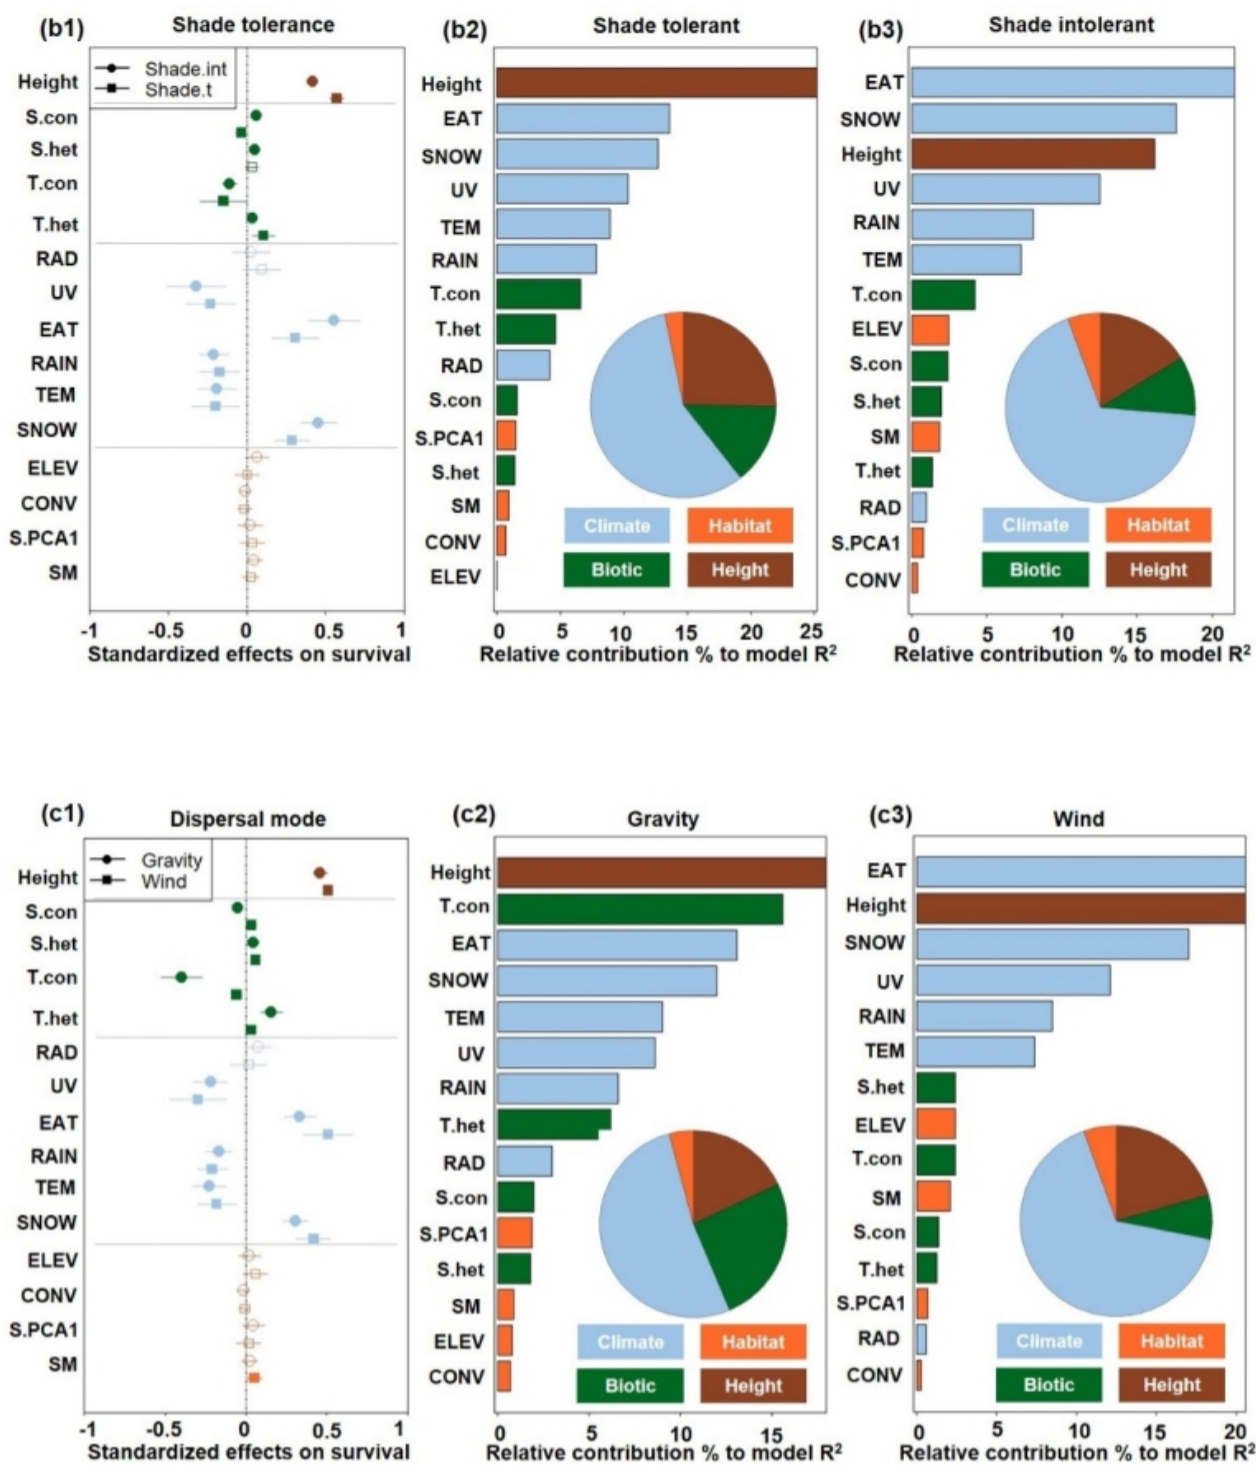 (b1)
Shade tolerance
Shade.int
Shade.t
Height
S.con
S.het
T.con
T.het
RAD
UV
EAT
RAIN
TEM
SNOW
ELEV
CONV
S.PCA1
SM
-1 -0.5 0 0.5 1
Standardized effects on survival
(b2)
Shade tolerant
Height
EAT
SNOW
UV
TEM
RAIN
T.con
T.het
RAD
S.con
S.PCA1
S.het
SM
CONV
ELEV
Climate Habitat
Biotic Height
0 5 10 15 20 25
Relative contribution % to model R²
(b3)
Shade intolerant
EAT
SNOW
Height
UV
RAIN
TEM
T.con
ELEV
S.con
S.het
SM
T.het
RAD
S.PCA1
CONV
Climate Habitat
Biotic Height
0 5 10 15 20
Relative contribution % to model R²
(c1)
Dispersal mode
Gravity
Wind
Height
S.con
S.het
T.con
T.het
RAD
UV
EAT
RAIN
TEM
SNOW
ELEV
CONV
S.PCA1
SM
-1 -0.5 0 0.5 1
Standardized effects on survival
(c2)
Gravity
Height
T.con
EAT
SNOW
TEM
UV
RAIN
T.het
RAD
S.con
S.PCA1
S.het
SM
ELEV
CONV
Climate Habitat
Biotic Height
0 5 10 15
Relative contribution % to model R²
(c3)
Wind
EAT
Height
SNOW
UV
RAIN
TEM
S.het
ELEV
T.con
SM
S.con
T.het
S.PCA1
RAD
CONV
Climate Habitat
Biotic Height
0 5 10 15 20
Relative contribution % to model R²